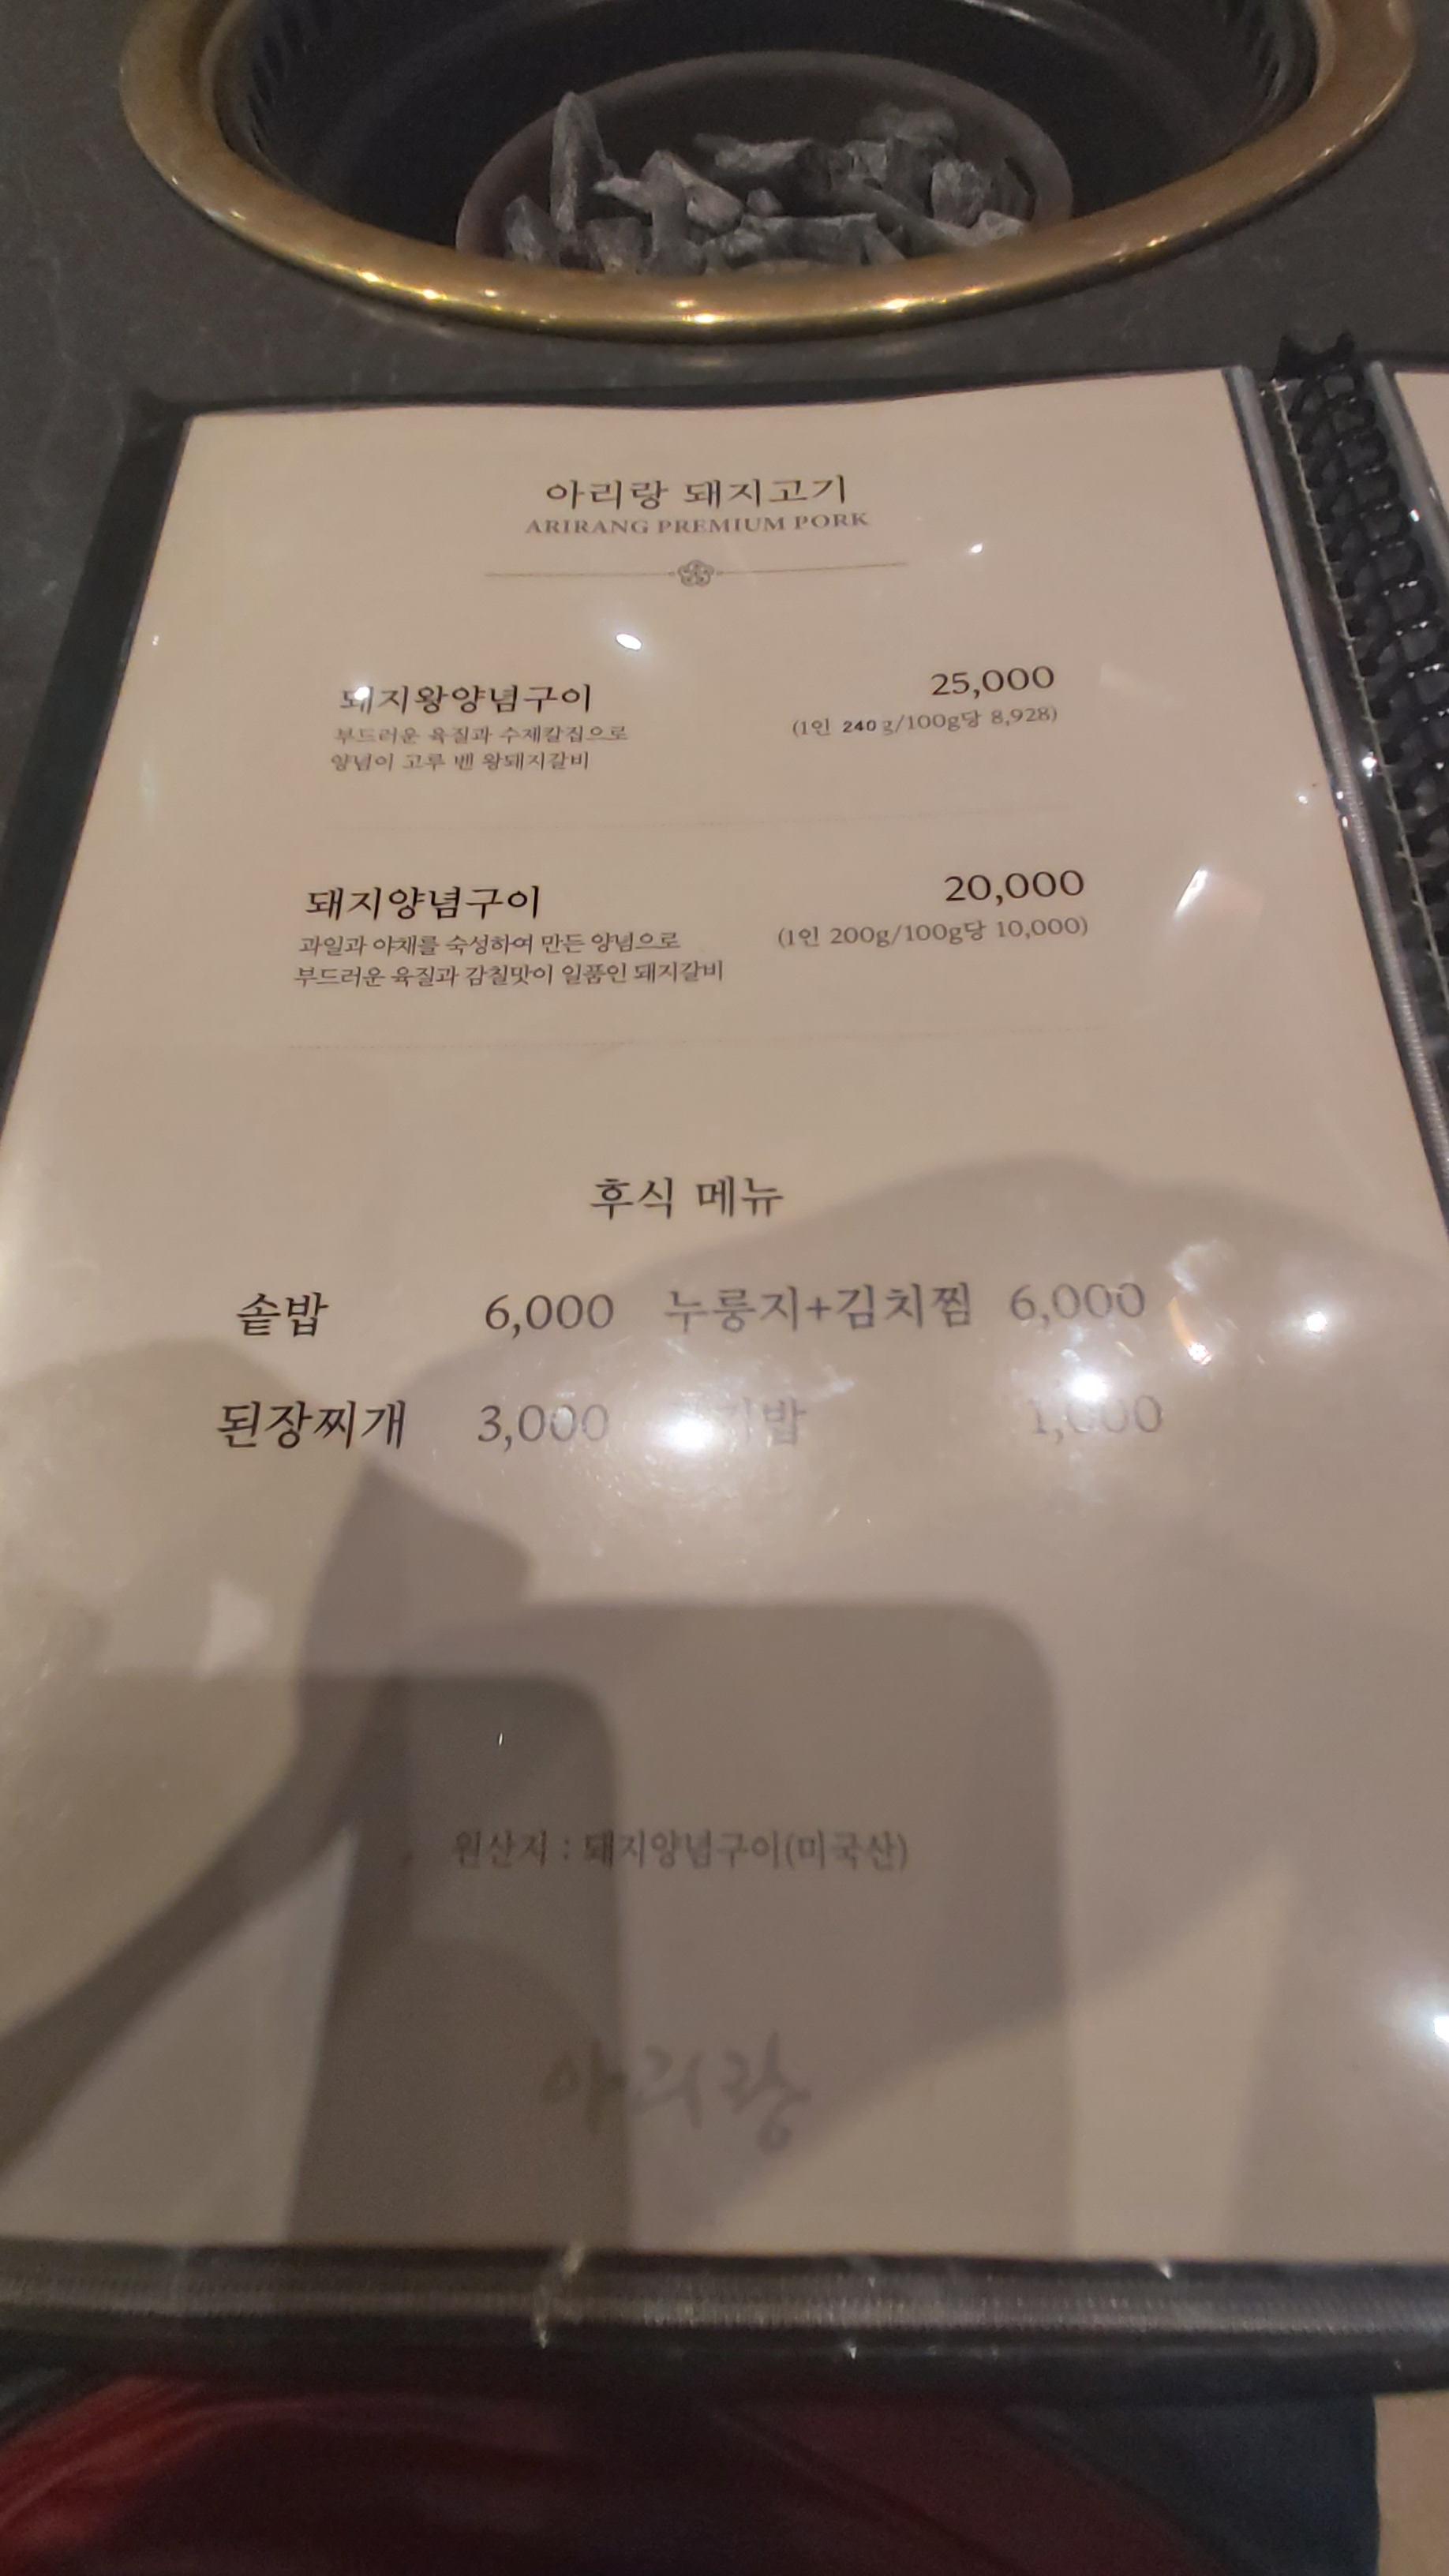 아리랑 돼지고기
ARIRANG PREMIUM PORK
돼지왕양념구이 25,000
부드러운 육질과 수제칼집으로 (1인 240 g/100g당 8,928)
양념이 고루 벤 왕돼지갈비
돼지양념구이 20,000
과일과 야채를 숙성하여 만든 양념으로 (1인 200g/100g당 10,000)
부드러운 육질과 감칠맛이 일품인 돼지갈비
후식 메뉴
솥밥 6,000 누룽지+김치찜 6,000
된장찌개 3,000 1,000
원산지 : 돼지양념구이(미국산)
아리랑